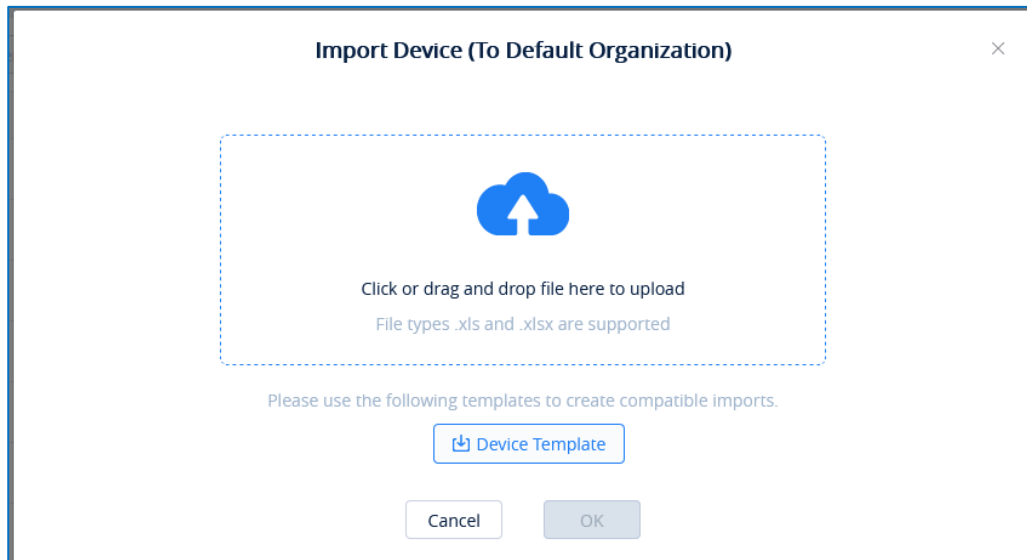 Import Device (To Default Organization)
Click or drag and drop file here to upload
File types .xls and .xlsx are supported
Please use the following templates to create compatible imports.
Device Template
Cancel
OK